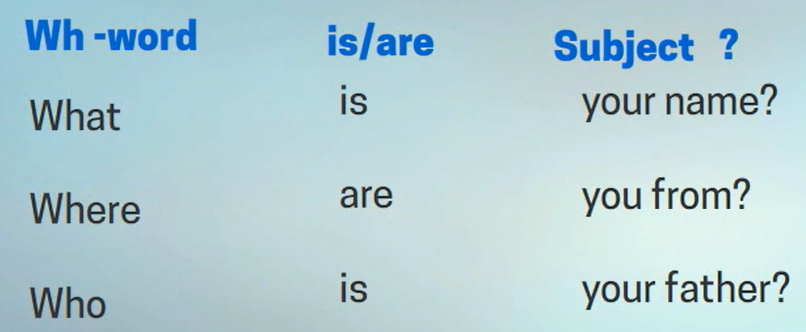 Wh -word is/are Subject ?
What is your name?
Where are you from?
Who is your father?